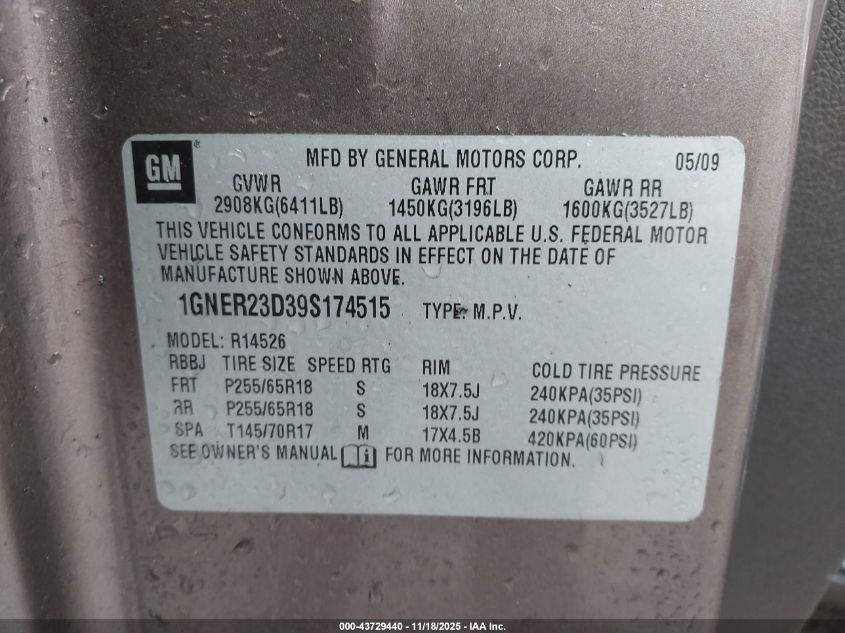 GM
MFD BY GENERAL MOTORS CORP. 05/09
GVWR GAWR FRT GAWR RR
2908KG(6411LB) 1450KG(3196LB) 1600KG(3527LB)
THIS VEHICLE CONFORMS TO ALL APPLICABLE U.S. FEDERAL MOTOR
VEHICLE SAFETY STANDARDS IN EFFECT ON THE DATE OF
MANUFACTURE SHOWN ABOVE.
1GNER23D39S174515 TYPE: M.P.V.
MODEL: R14526
RBBJ TIRE SIZE SPEED RTG RIM COLD TIRE PRESSURE
FRT P255/65R18 S 18X7.5J 240KPA(35PSI)
RR P255/65R18 S 18X7.5J 240KPA(35PSI)
SPA T145/70R17 M 17X4.5B 420KPA(60PSI)
SEE OWNER'S MANUAL i FOR MORE INFORMATION.
000-43729440 - 11/18/2025 - IAA Inc.